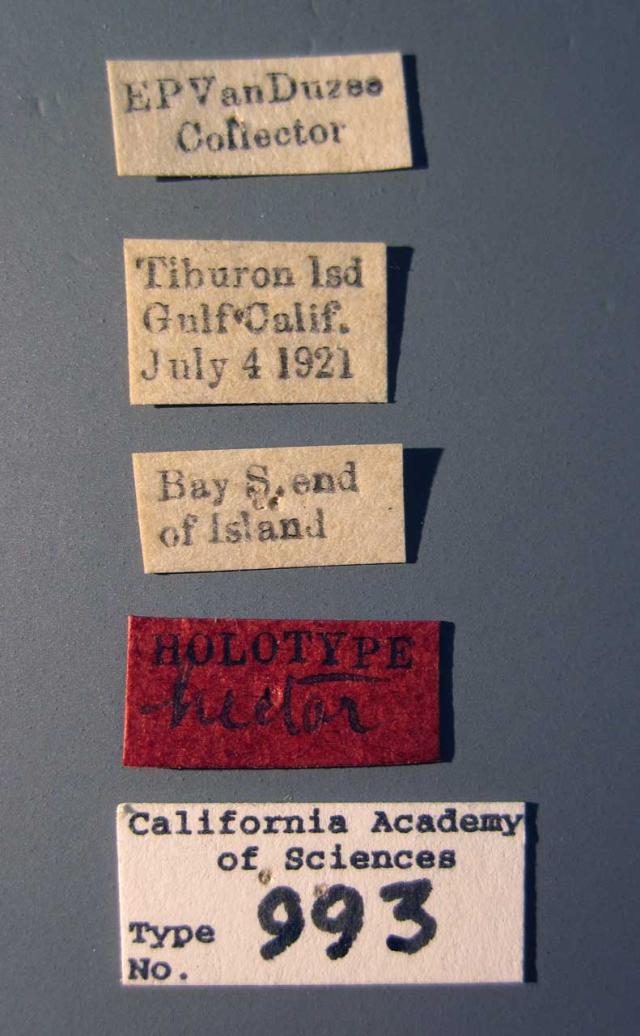 EPVanDuzee
Collector
Tiburon Isd
Gulf Calif.
July 4 1921
Bay S. end
of Island
HOLOTYPE
hector
California Academy
of Sciences
Type
No.
993